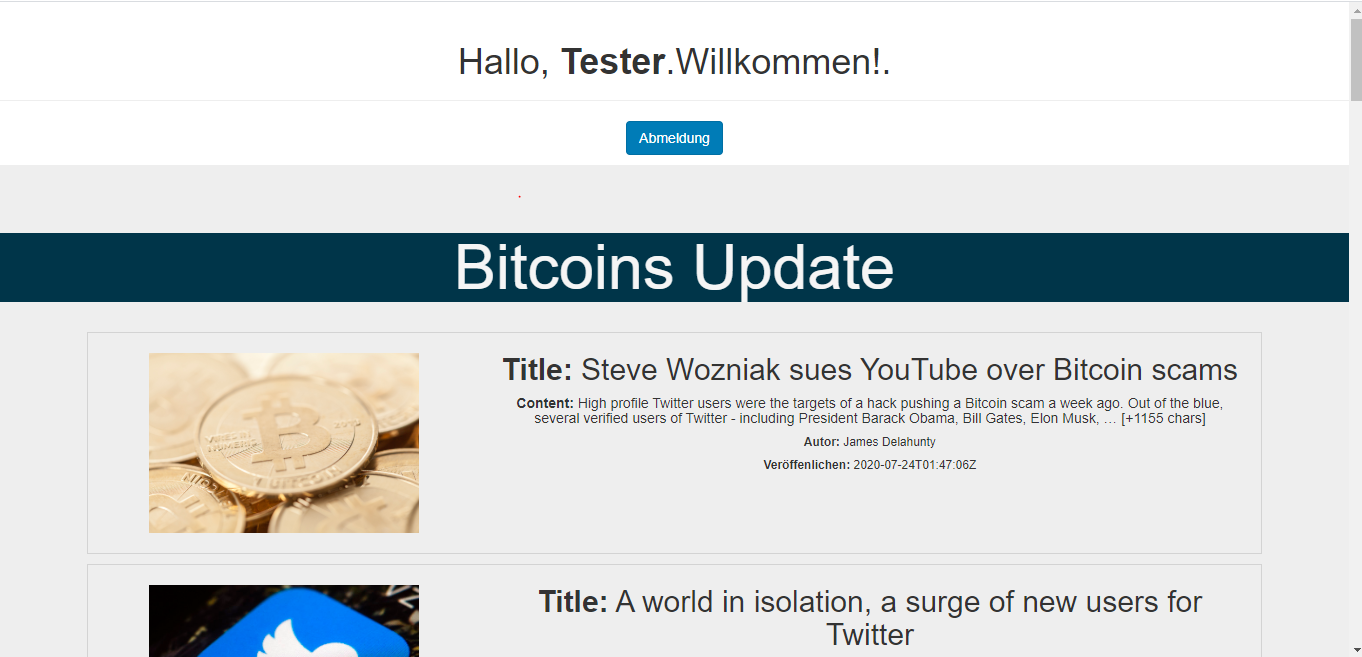 Hallo, Tester.Willkommen!.
Abmeldung
Bitcoins Update
Title: Steve Wozniak sues YouTube over Bitcoin scams
Content: High profile Twitter users were the targets of a hack pushing a Bitcoin scam a week ago. Out of the blue,
several verified users of Twitter - including President Barack Obama, Bill Gates, Elon Musk, … [+1155 chars]
Autor: James Delahunty
Veröffentlichen: 2020-07-24T01:47:06Z
Title: A world in isolation, a surge of new users for
Twitter